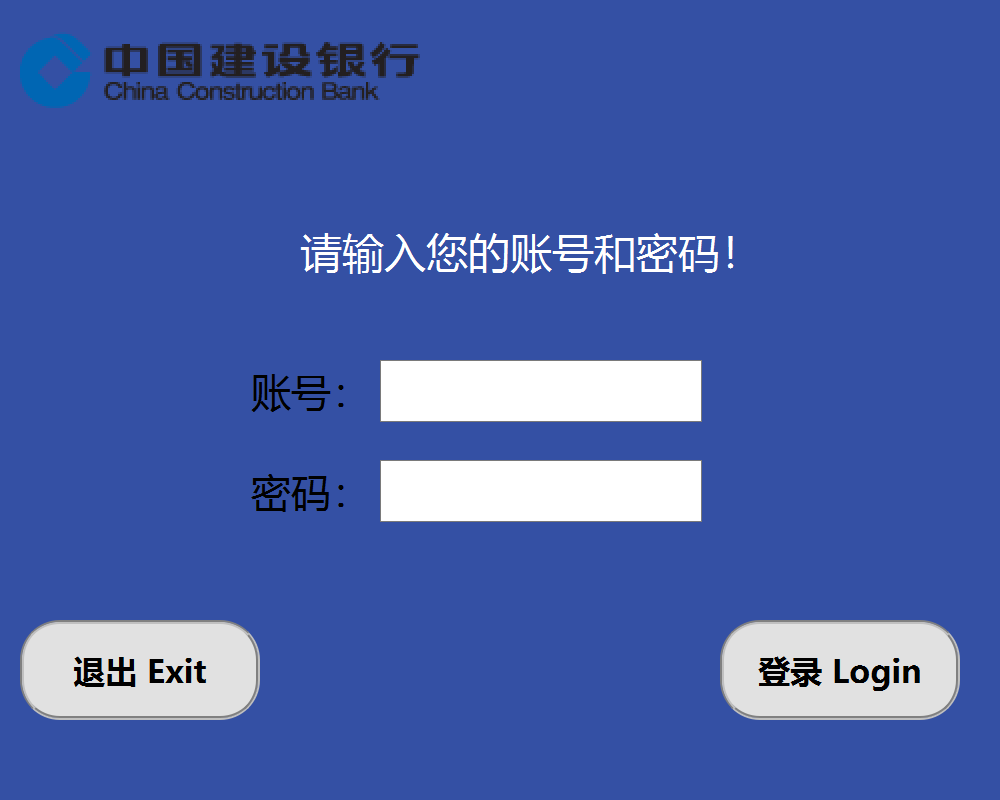 中国建设银行
China Construction Bank
请输入您的账号和密码！
账号：
密码：
退出 Exit
登录 Login